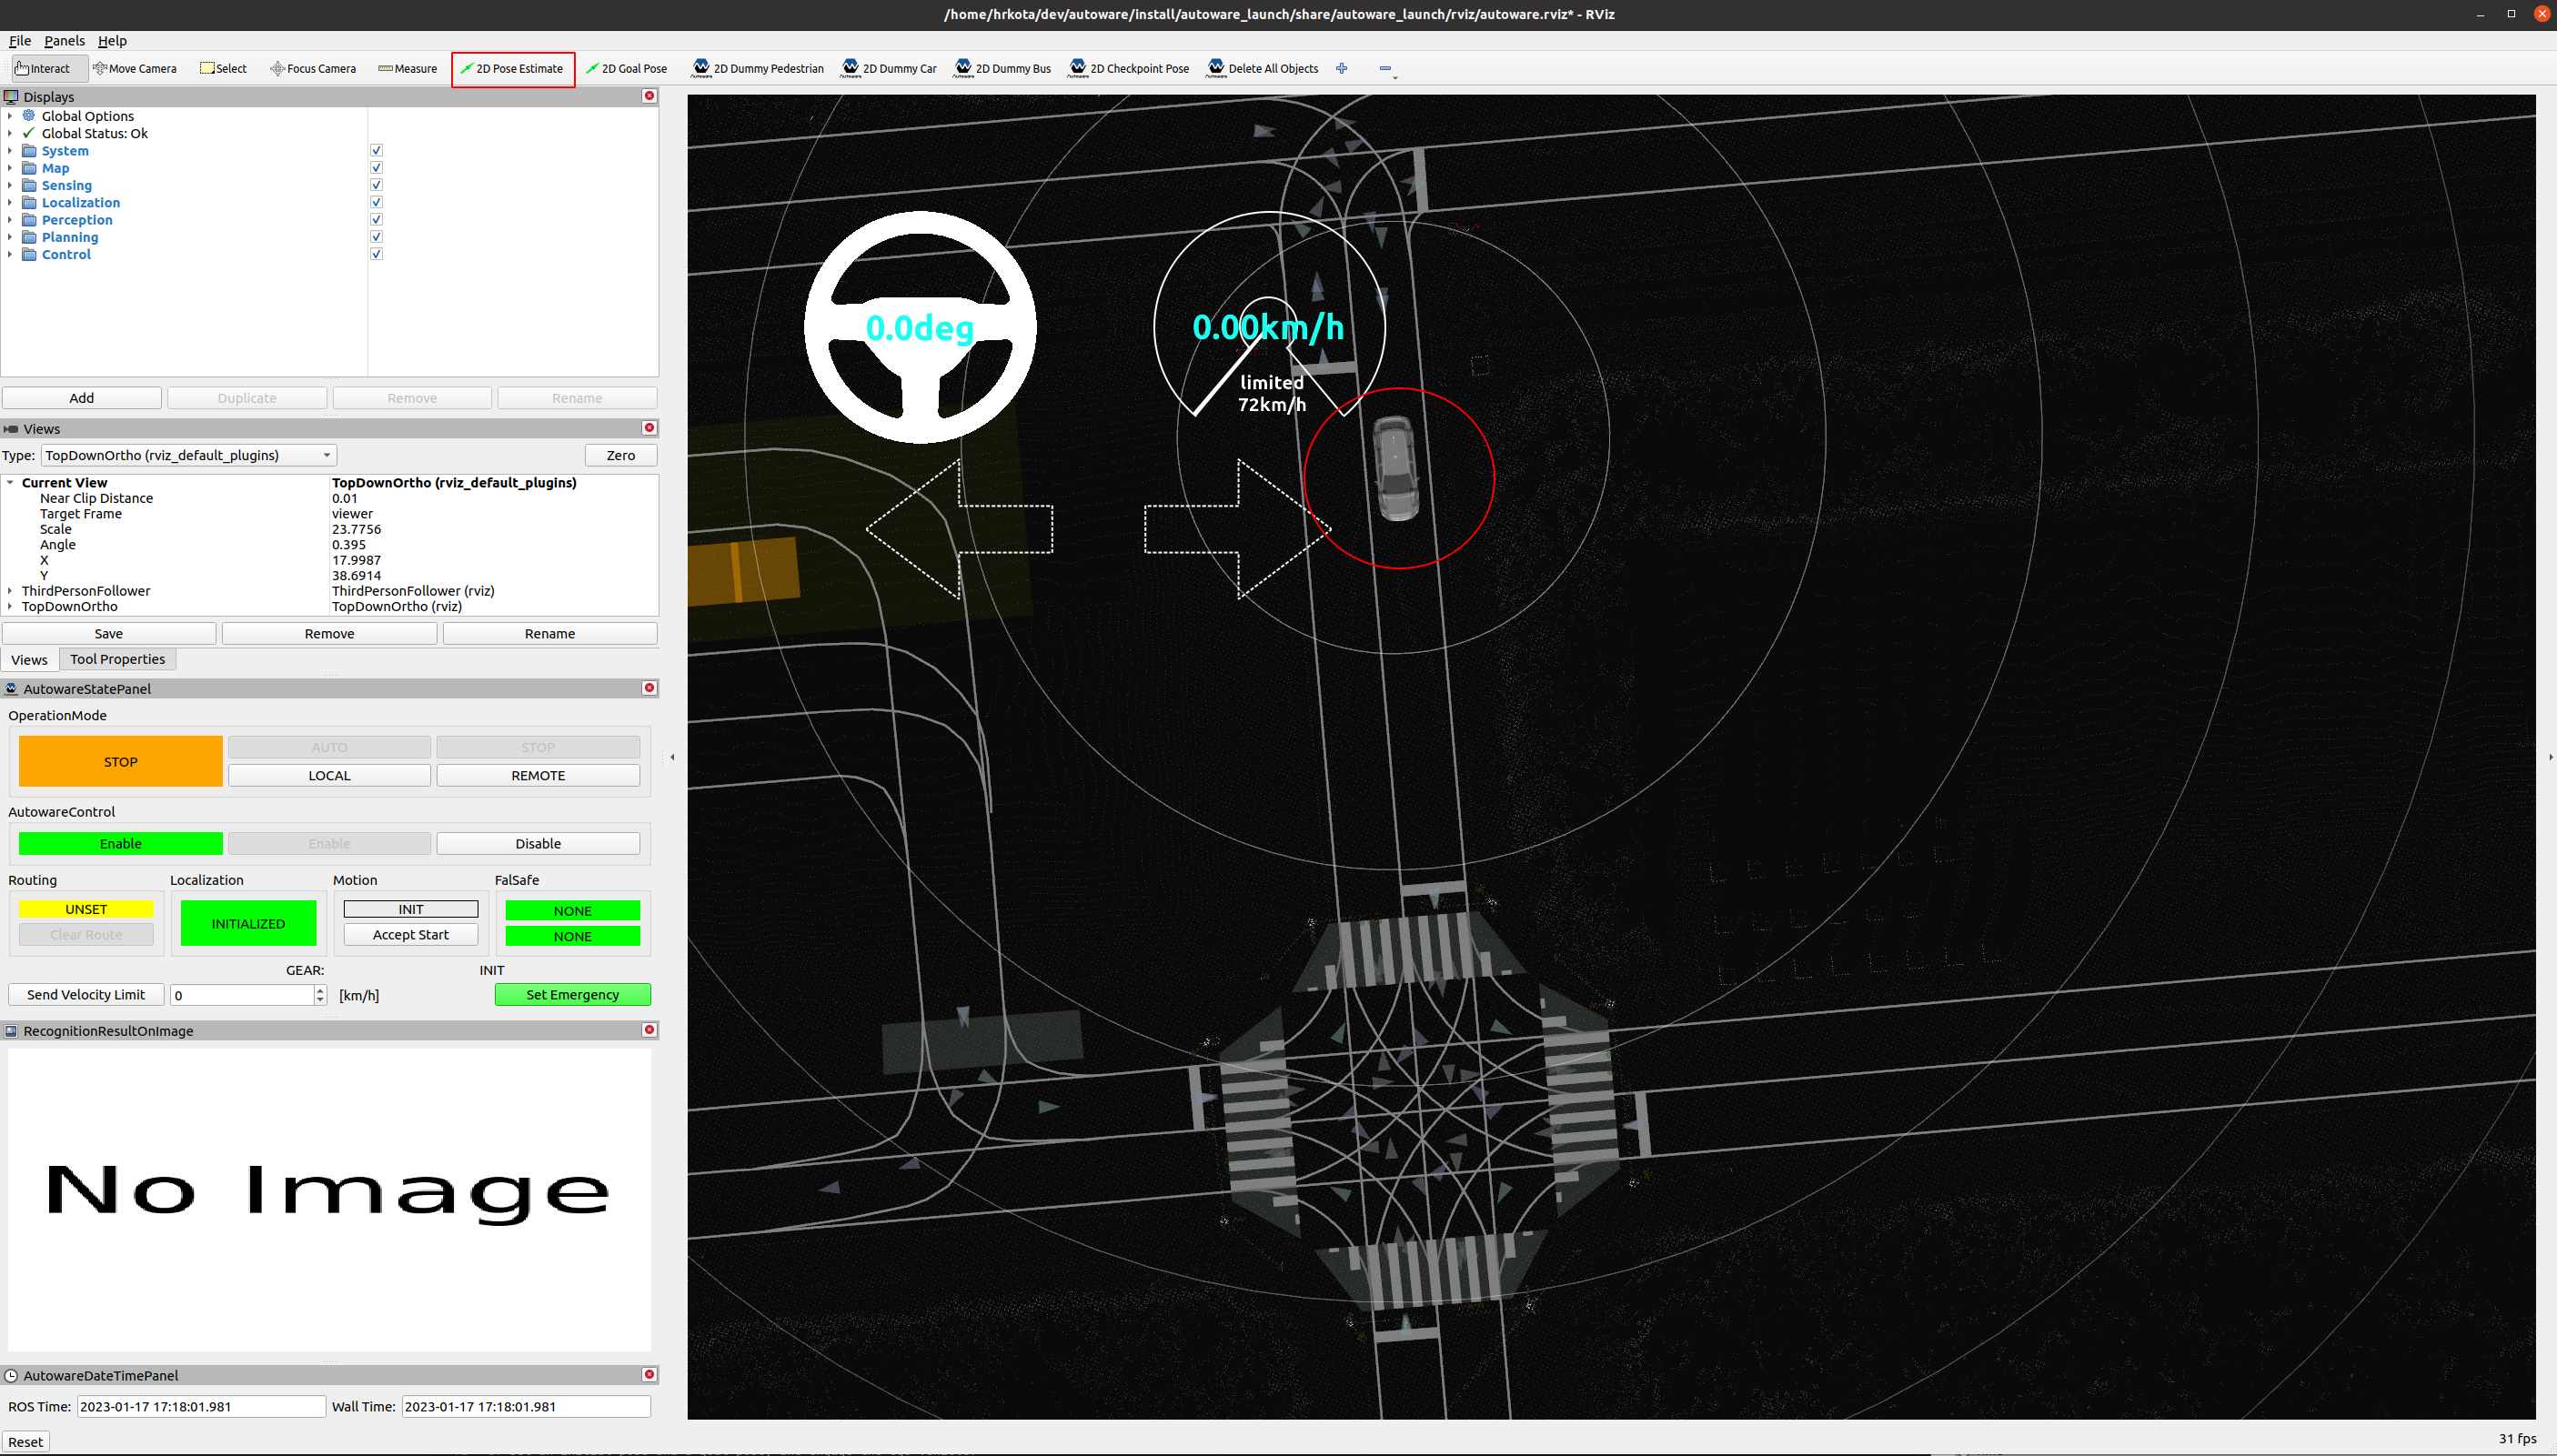 /home/hrkota/dev/autoware/install/autoware_launch/share/autoware_launch/rviz/autoware.rviz* - RViz
File Panels Help
Interact Move Camera Select Focus Camera Measure 2D Pose Estimate 2D Goal Pose 2D Dummy Pedestrian 2D Dummy Car 2D Dummy Bus 2D Checkpoint Pose Delete All Objects
Displays
Global Options
Global Status: Ok
System
Map
Sensing
Localization
Perception
Planning
Control
Add Duplicate Remove Rename
Views
Type: TopDownOrtho (rviz_default_plugins) Zero
Current View TopDownOrtho (rviz_default_plugins)
Near Clip Distance 0.01
Target Frame viewer
Scale 23.7756
Angle 0.395
X 17.9987
Y 38.6914
ThirdPersonFollower ThirdPersonFollower (rviz)
TopDownOrtho TopDownOrtho (rviz)
Save Remove Rename
Views Tool Properties
AutowareStatePanel
OperationMode
STOP AUTO STOP
LOCAL REMOTE
AutowareControl
Enable Enable Disable
Routing Localization Motion FalSafe
UNSET INITIALIZED INIT NONE
Clear Route Accept Start NONE
GEAR: INIT
Send Velocity Limit 0 [km/h] Set Emergency
RecognitionResultOnImage
No Image
AutowareDateTimePanel
ROS Time: 2023-01-17 17:18:01.981 Wall Time: 2023-01-17 17:18:01.981
Reset
0.0deg
0.00km/h
limited
72km/h
31 fps